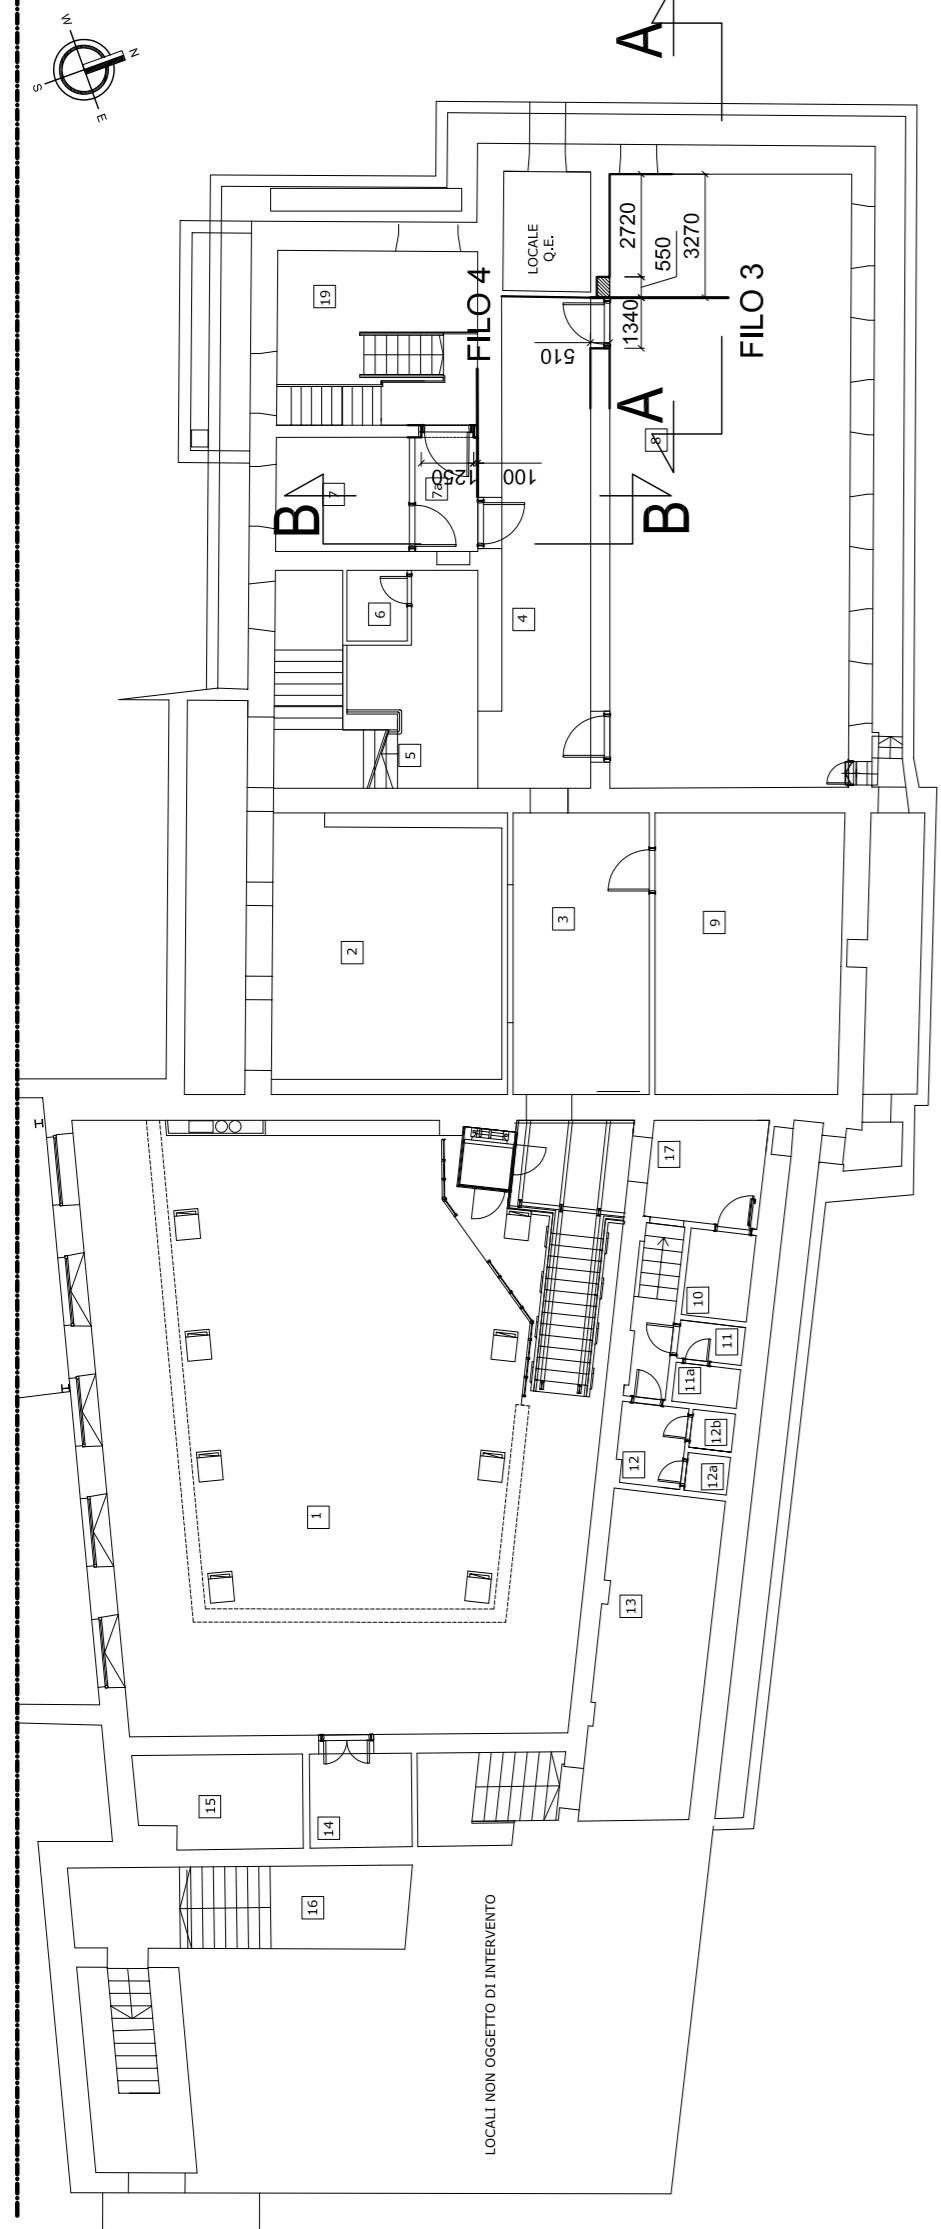 W
N
S
E
A
19
FILO 4
LOCALE
Q.E.
2720
550
3270
1340
510
FILO 3
A
8
7
7a
1250
100
B
B
6
4
5
2
3
9
H
17
10
11
11a
12
12b
12a
1
13
15
14
16
LOCALI NON OGGETTO DI INTERVENTO